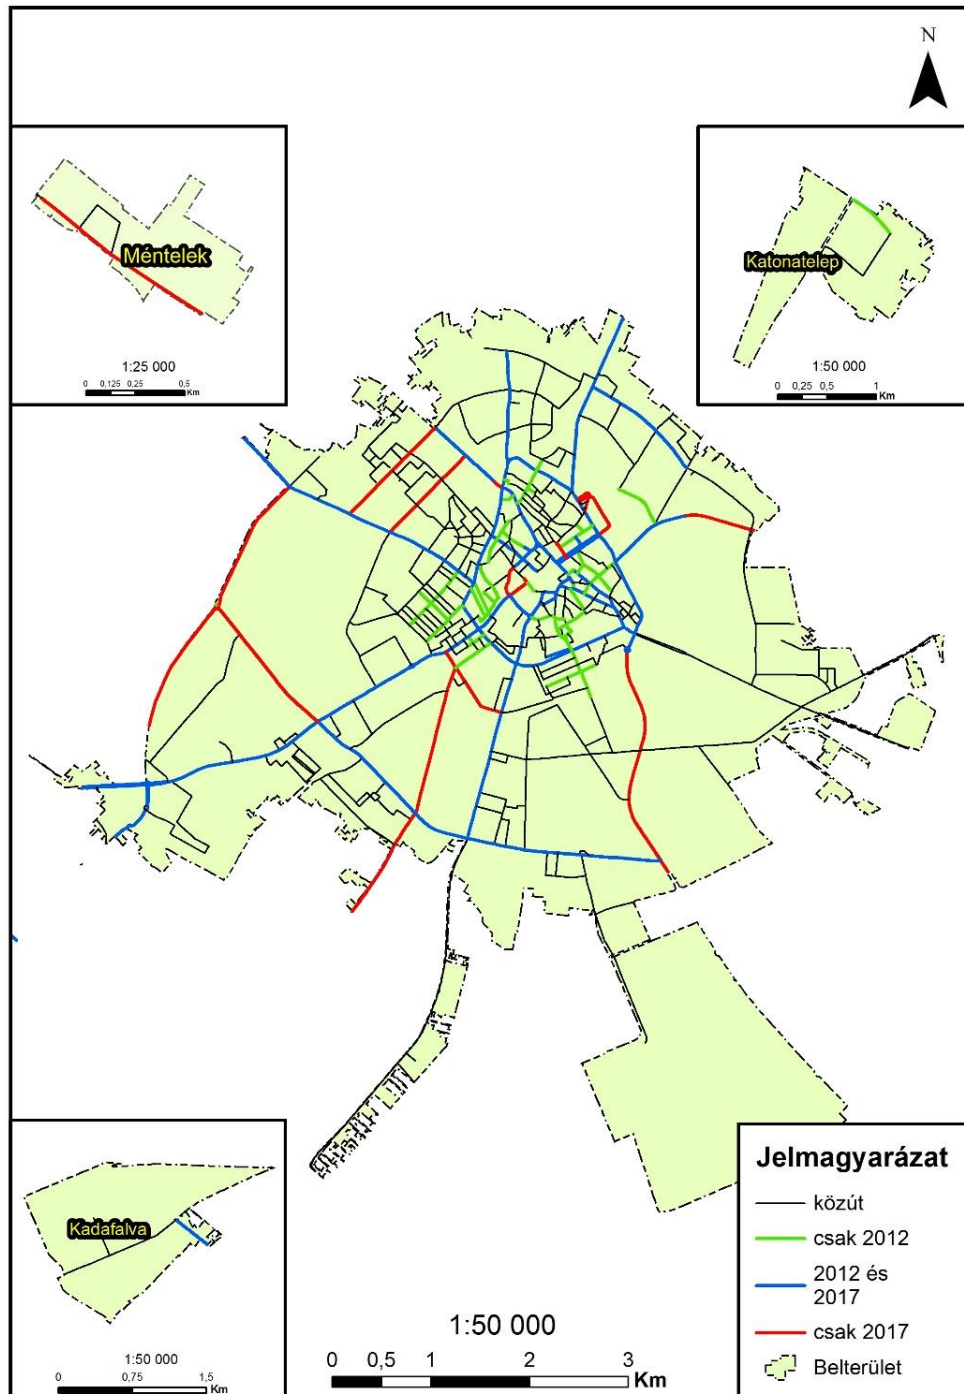 N
Méntelek
1:25 000
0 0,125 0,25 0,5
Km
Katonatelep
1:50 000
0 0,25 0,5 1
Km
Kadafalva
1:50 000
0 0,75 1,5
Km
1:50 000
0 0,5 1 2 3
Km
Jelmagyarázat
közút
csak 2012
2012 és
2017
csak 2017
Belterület